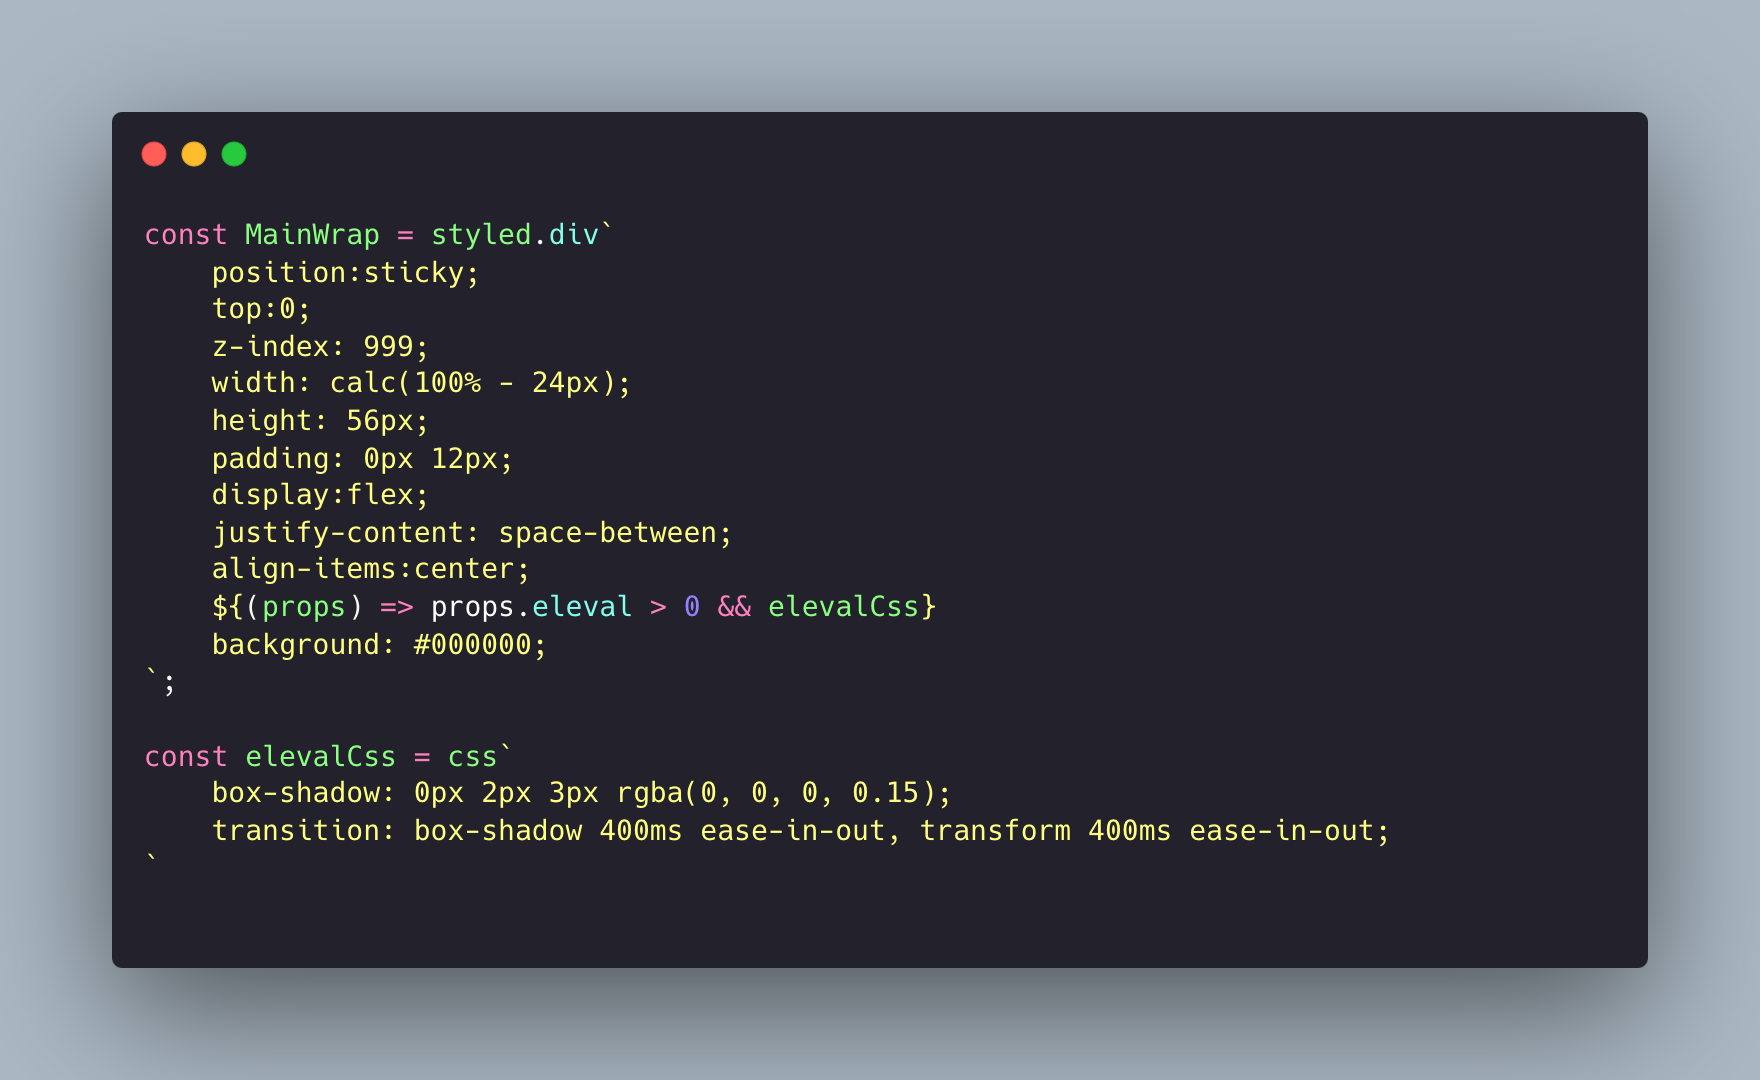 const MainWrap = styled.div`
    position:sticky;
    top:0;
    z-index: 999;
    width: calc(100% - 24px);
    height: 56px;
    padding: 0px 12px;
    display:flex;
    justify-content: space-between;
    align-items:center;
    ${(props) => props.eleval > 0 && elevalCss}
    background: #000000;
`;

const elevalCss = css`
    box-shadow: 0px 2px 3px rgba(0, 0, 0, 0.15);
    transition: box-shadow 400ms ease-in-out, transform 400ms ease-in-out;
`